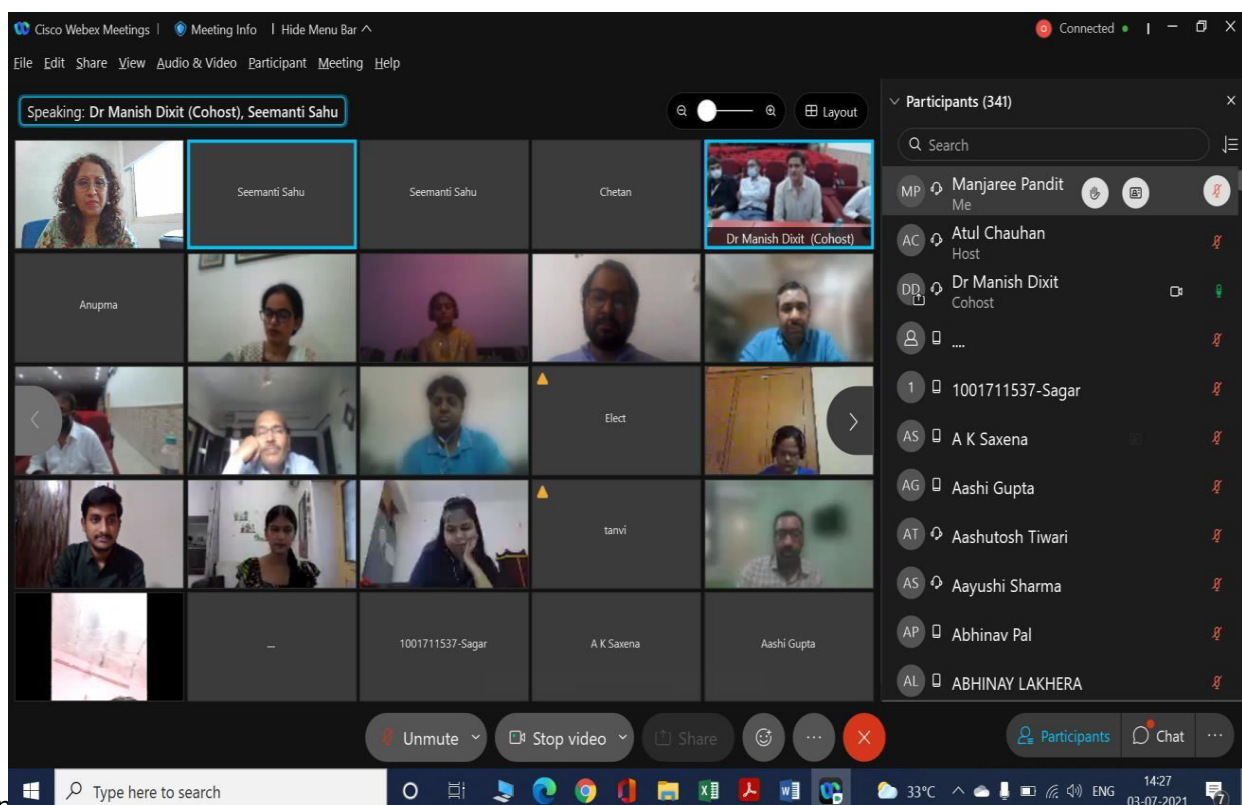 Cisco Webex Meetings | Meeting Info | Hide Menu Bar
Connected
File Edit Share View Audio & Video Participant Meeting Help
Speaking: Dr Manish Dixit (Cohost), Seemanti Sahu
Layout
Seemanti Sahu
Seemanti Sahu
Chetan
Dr Manish Dixit (Cohost)
Anupma
Elect
tanvi
...
1001711537-Sagar
A K Saxena
Aashi Gupta
Participants (341)
Search
MP Manjaree Pandit
Me
AC Atul Chauhan
Host
DD Dr Manish Dixit
Cohost
....
1 1001711537-Sagar
AS A K Saxena
AG Aashi Gupta
AT Aashutosh Tiwari
AS Aayushi Sharma
AP Abhinav Pal
AL ABHINAY LAKHERA
Unmute
Stop video
Share
Participants
Chat
Type here to search
33°C
ENG
14:27
03-07-2021
7